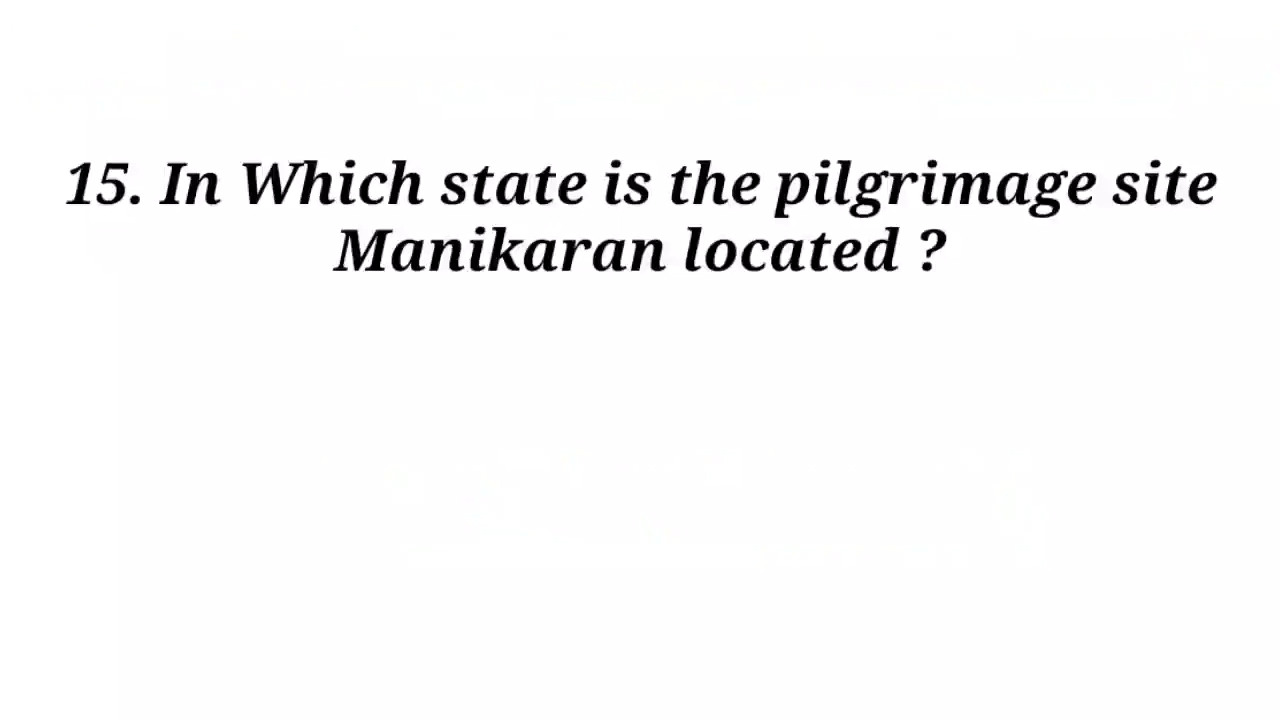 15. In Which state is the pilgrimage site
Manikaran located ?